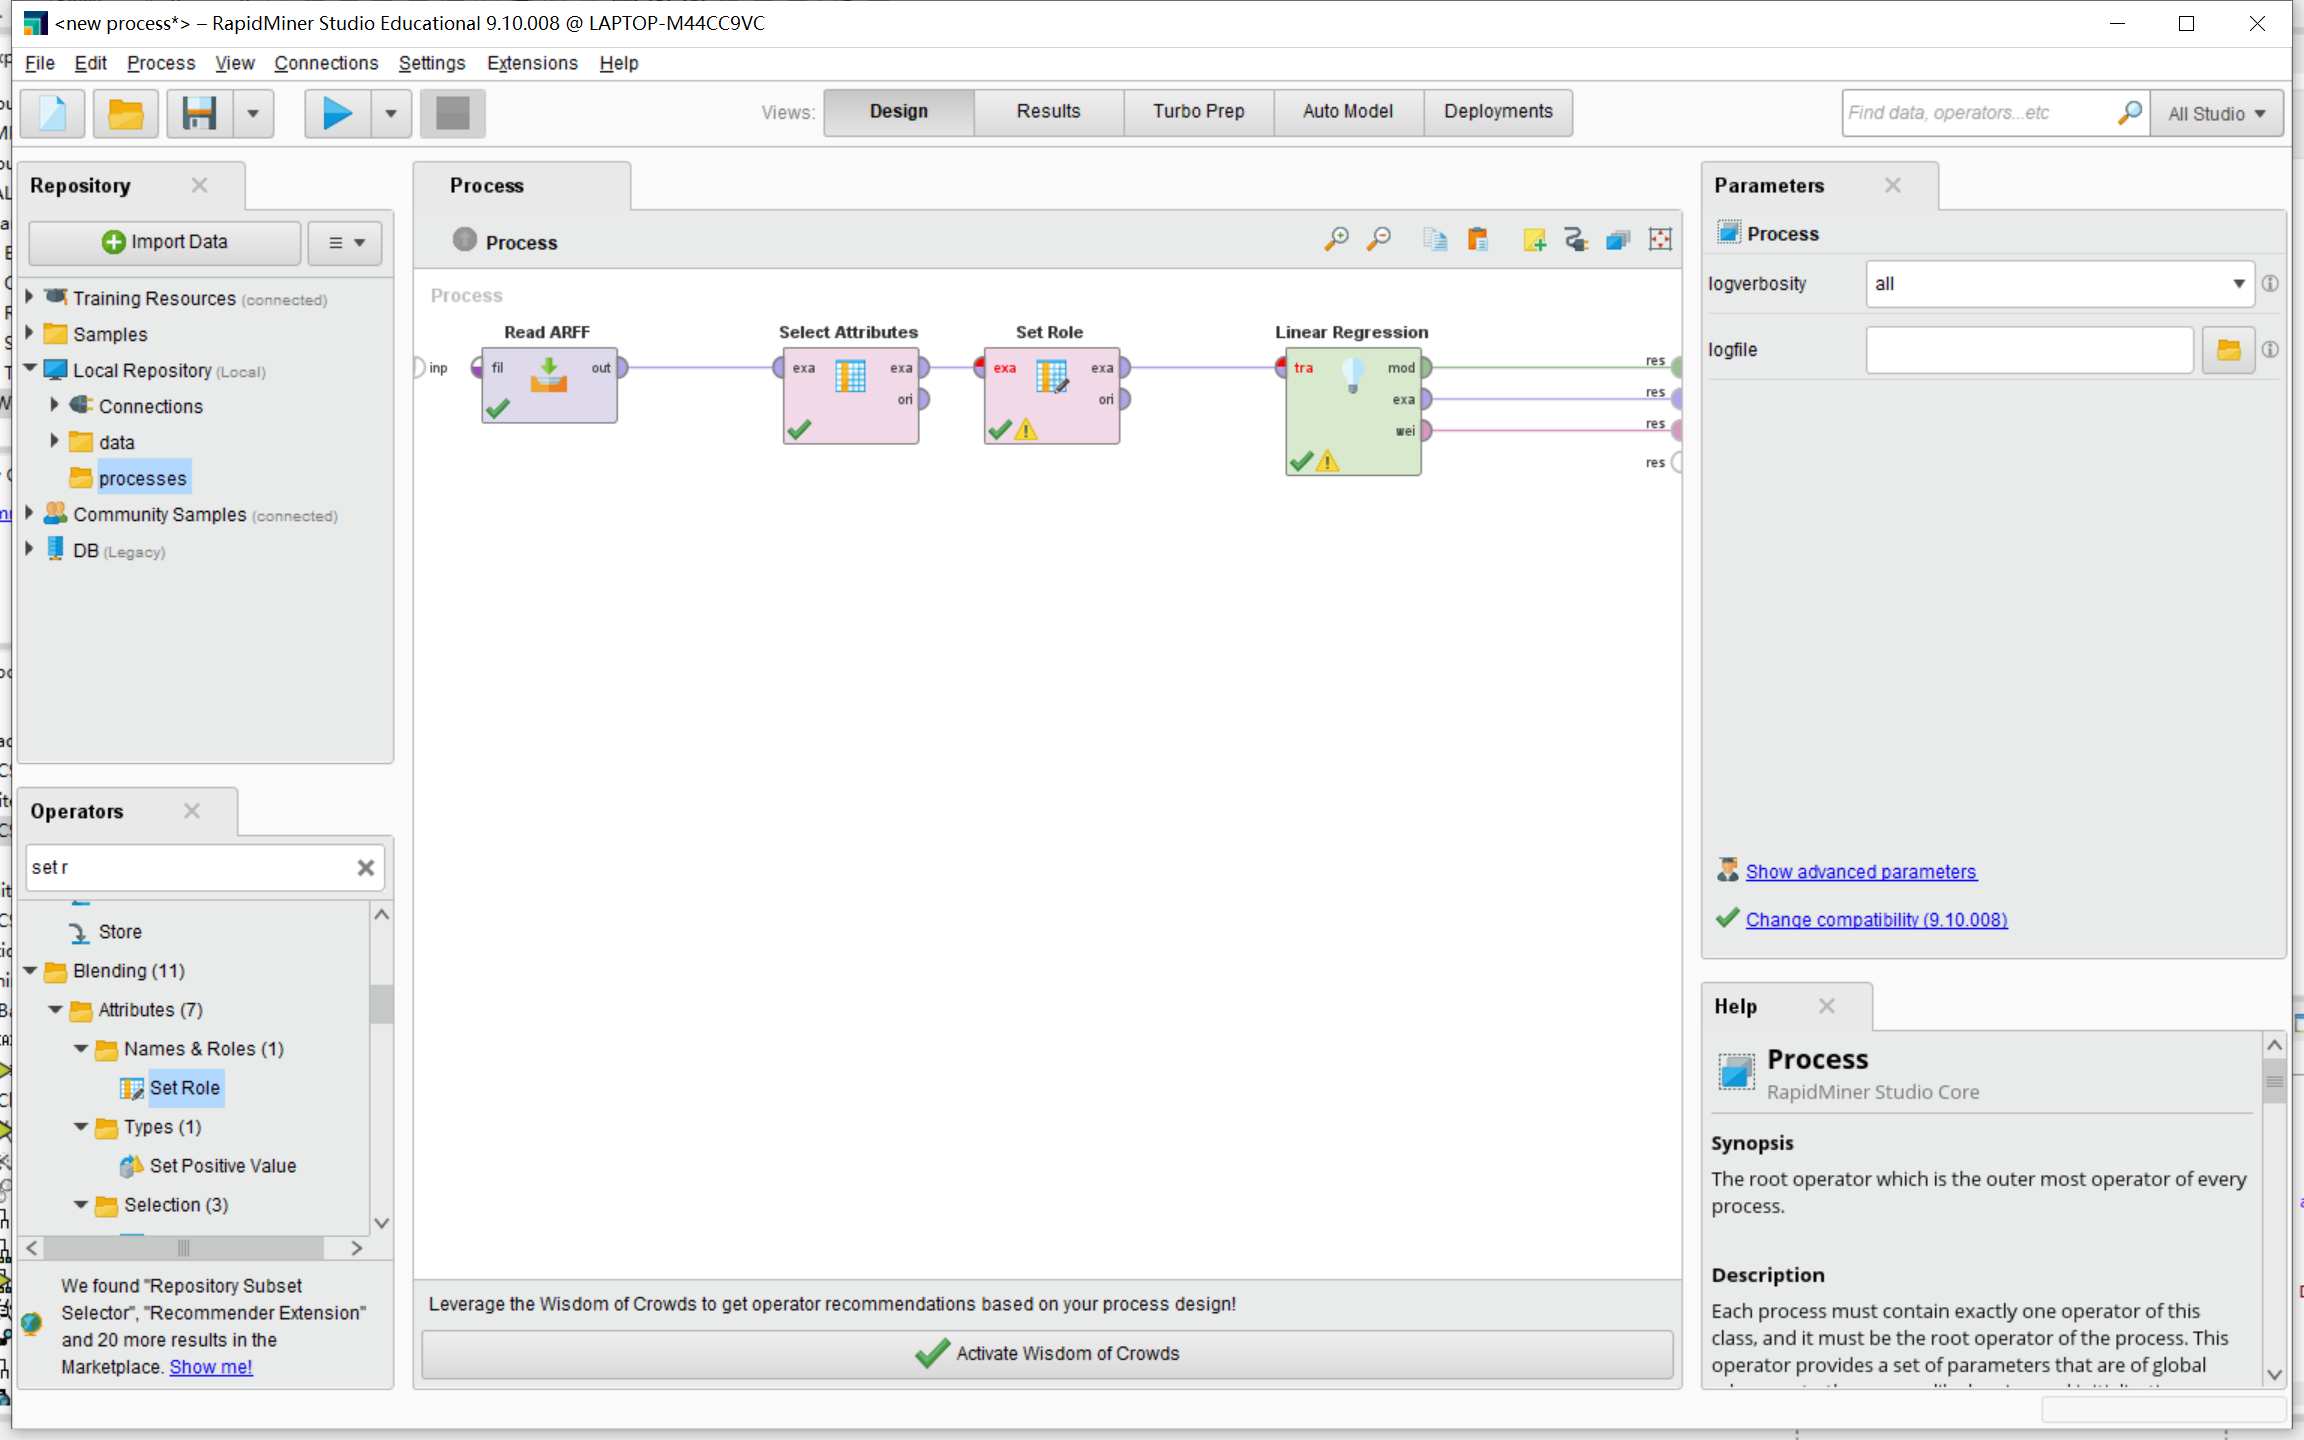 <new process*> – RapidMiner Studio Educational 9.10.008 @ LAPTOP-M44CC9VC
File Edit Process View Connections Settings Extensions Help
Views: Design Results Turbo Prep Auto Model Deployments
Find data, operators...etc
All Studio
Repository
Import Data
Training Resources (connected)
Samples
Local Repository (Local)
Connections
data
processes
Community Samples (connected)
DB (Legacy)
Operators
set r
Store
Blending (11)
Attributes (7)
Names & Roles (1)
Set Role
Types (1)
Set Positive Value
Selection (3)
We found "Repository Subset
Selector", "Recommender Extension"
and 20 more results in the
Marketplace. Show me!
Process
Process
Process
Read ARFF Select Attributes Set Role Linear Regression
inp fil out exa exa exa exa tra mod res
ori ori exa res
wei res
res
Leverage the Wisdom of Crowds to get operator recommendations based on your process design!
Activate Wisdom of Crowds
Parameters
Process
logverbosity all
logfile
Show advanced parameters
Change compatibility (9.10.008)
Help
Process
RapidMiner Studio Core
Synopsis
The root operator which is the outer most operator of every
process.
Description
Each process must contain exactly one operator of this
class, and it must be the root operator of the process. This
operator provides a set of parameters that are of global